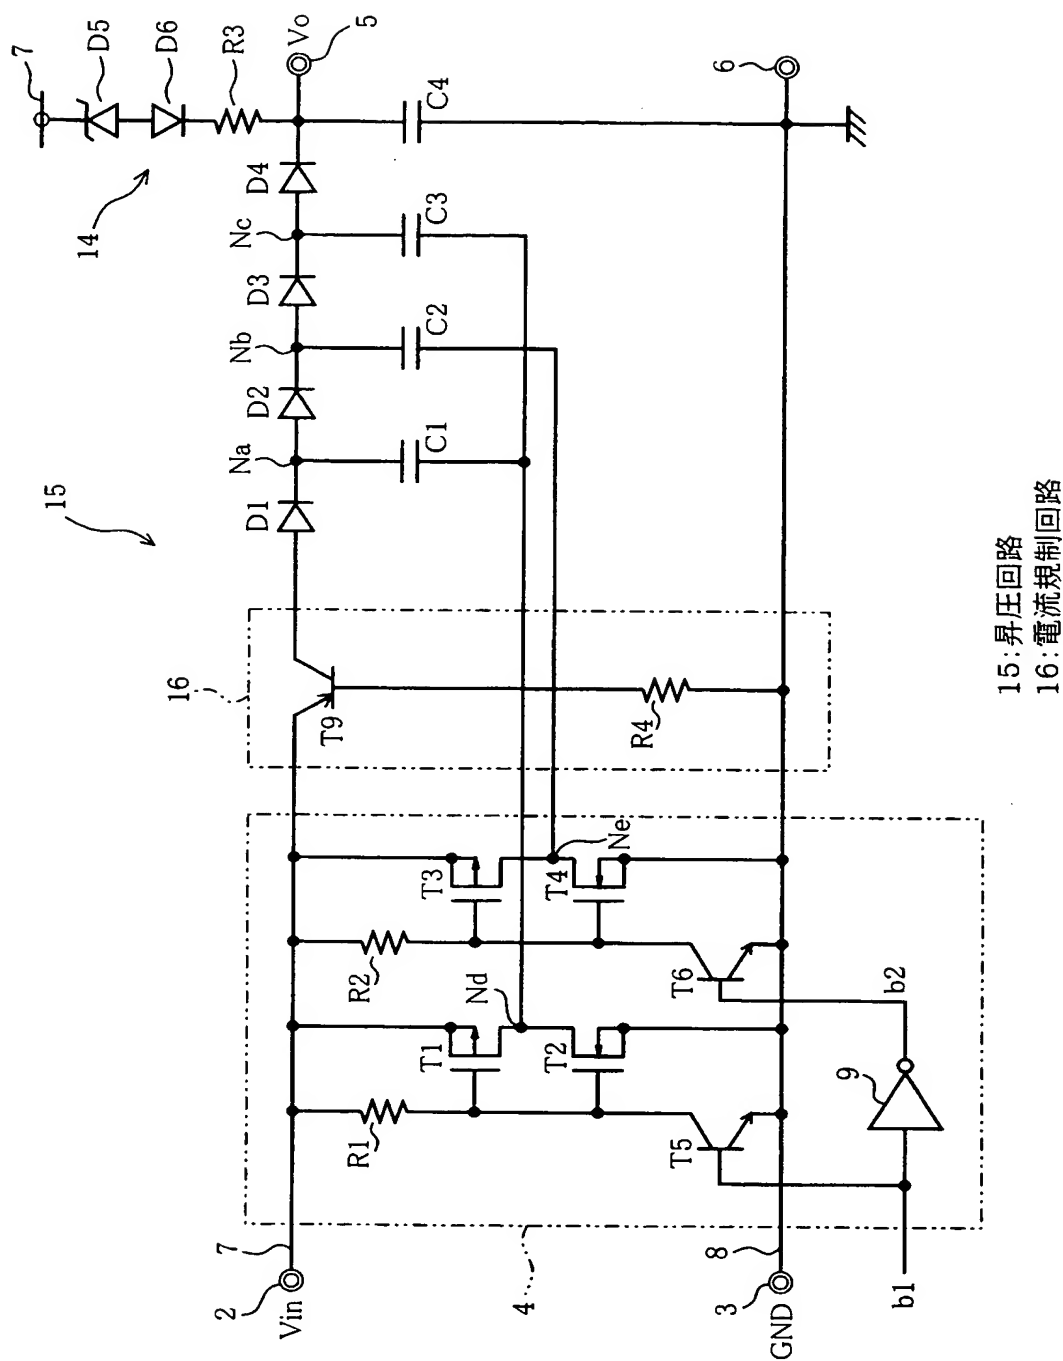 15
14
7
D5
D6
R3
Vo
5
16
D1
Na
D2
Nb
D3
Nc
D4
T9
C1
C2
C3
C4
6
R4
2
Vin
7
R1
T1
Nd
R2
T3
Ne
T2
T4
T5
T6
9
b2
b1
4
3
GND
8
15:昇圧回路
16:電流規制回路